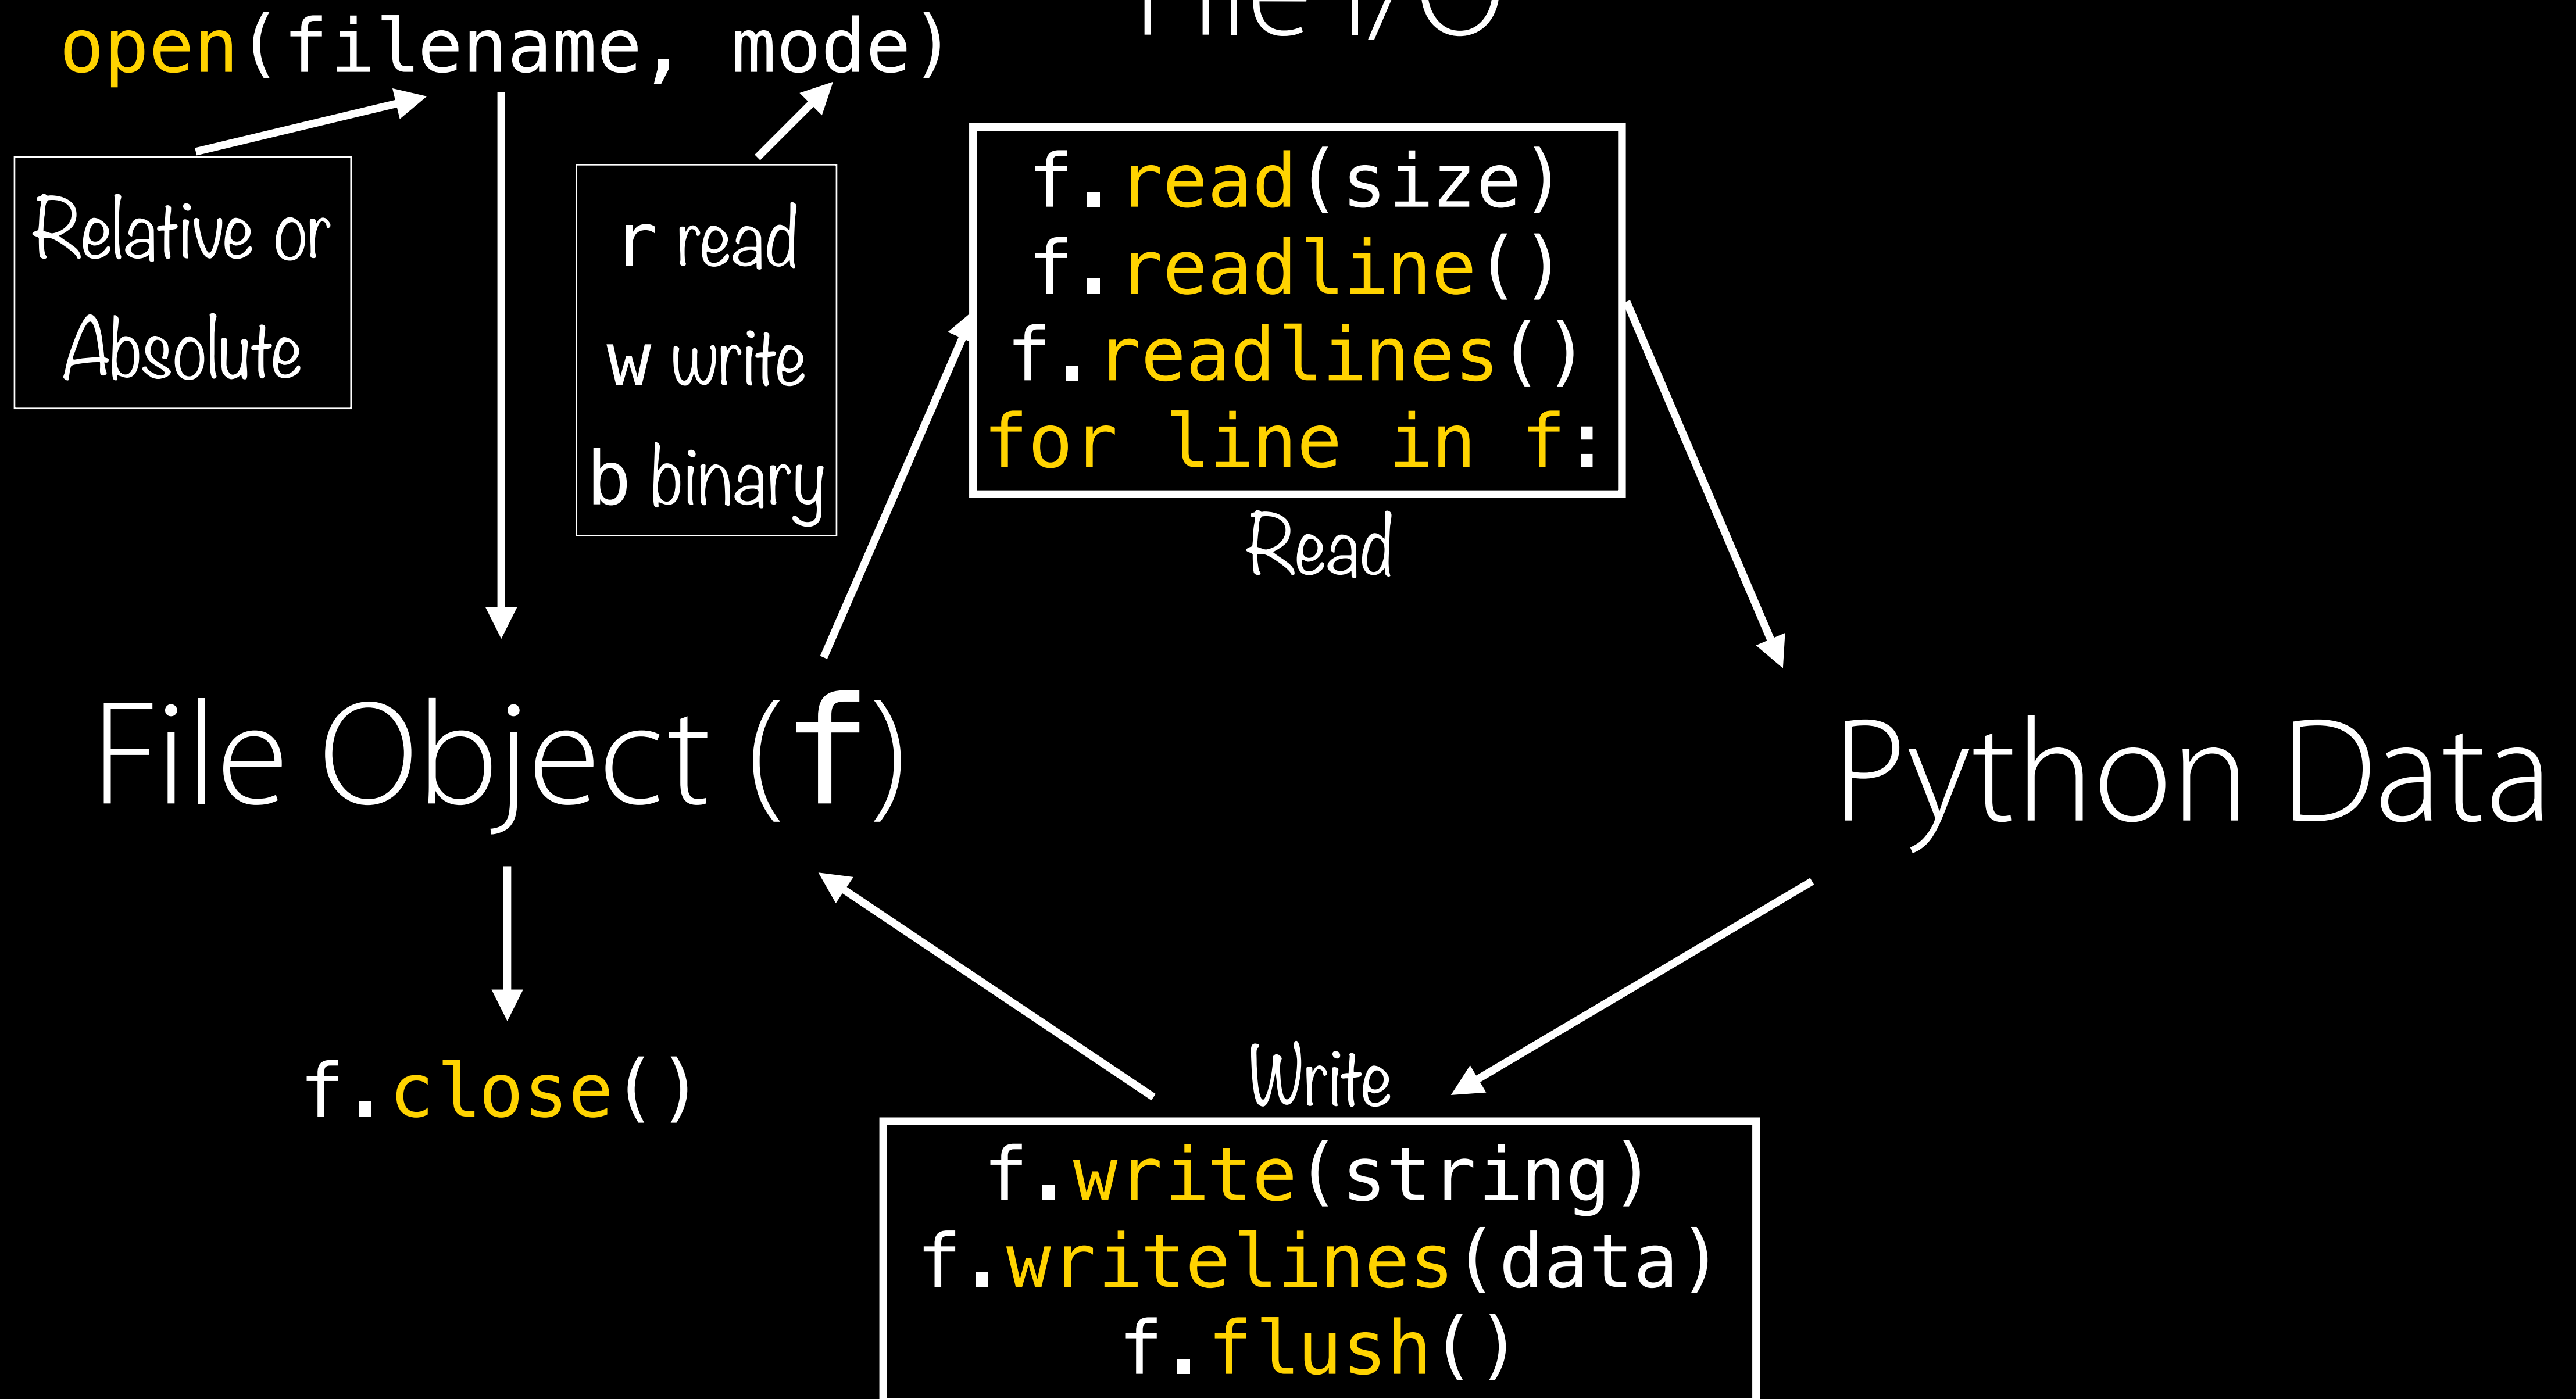 File I/O
open(filename, mode)
Relative or
Absolute
r read
w write
b binary
f.read(size)
f.readline()
f.readlines()
for line in f:
Read
File Object (f)
Python Data
f.close()
Write
f.write(string)
f.writelines(data)
f.flush()